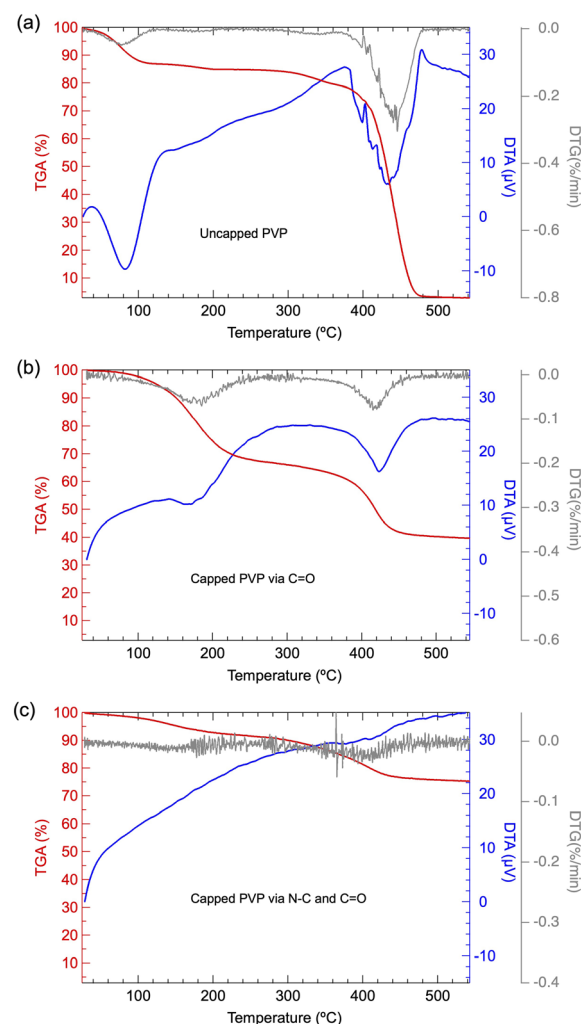 (a)
100
90
80
70
60
50
40
30
20
10
TGA (%)
30
20
10
0
-10
DTA (µV)
0.0
-0.2
-0.4
-0.6
-0.8
DTG(%/min)
Uncapped PVP
100 200 300 400 500
Temperature (ºC)
(b)
100
90
80
70
60
50
40
30
20
10
TGA (%)
30
20
10
0
-10
DTA (µV)
0.0
-0.1
-0.2
-0.3
-0.4
-0.5
-0.6
DTG(%/min)
Capped PVP via C=O
100 200 300 400 500
Temperature (ºC)
(c)
100
90
80
70
60
50
40
30
20
10
TGA (%)
30
20
10
0
-10
DTA (µV)
0.0
-0.1
-0.2
-0.3
-0.4
DTG(%/min)
Capped PVP via N-C and C=O
100 200 300 400 500
Temperature (ºC)